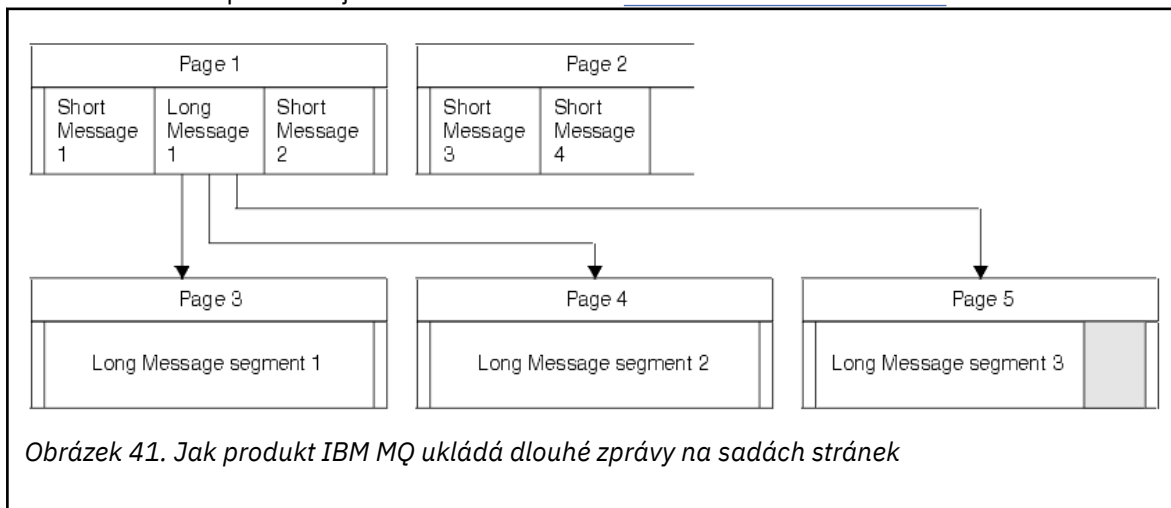 Page 1
Page 2
Short Message 1
Long Message 1
Short Message 2
Short Message 3
Short Message 4
Page 3
Page 4
Page 5
Long Message segment 1
Long Message segment 2
Long Message segment 3
Obrázek 41. Jak produkt IBM MQ ukládá dlouhé zprávy na sadách stránek